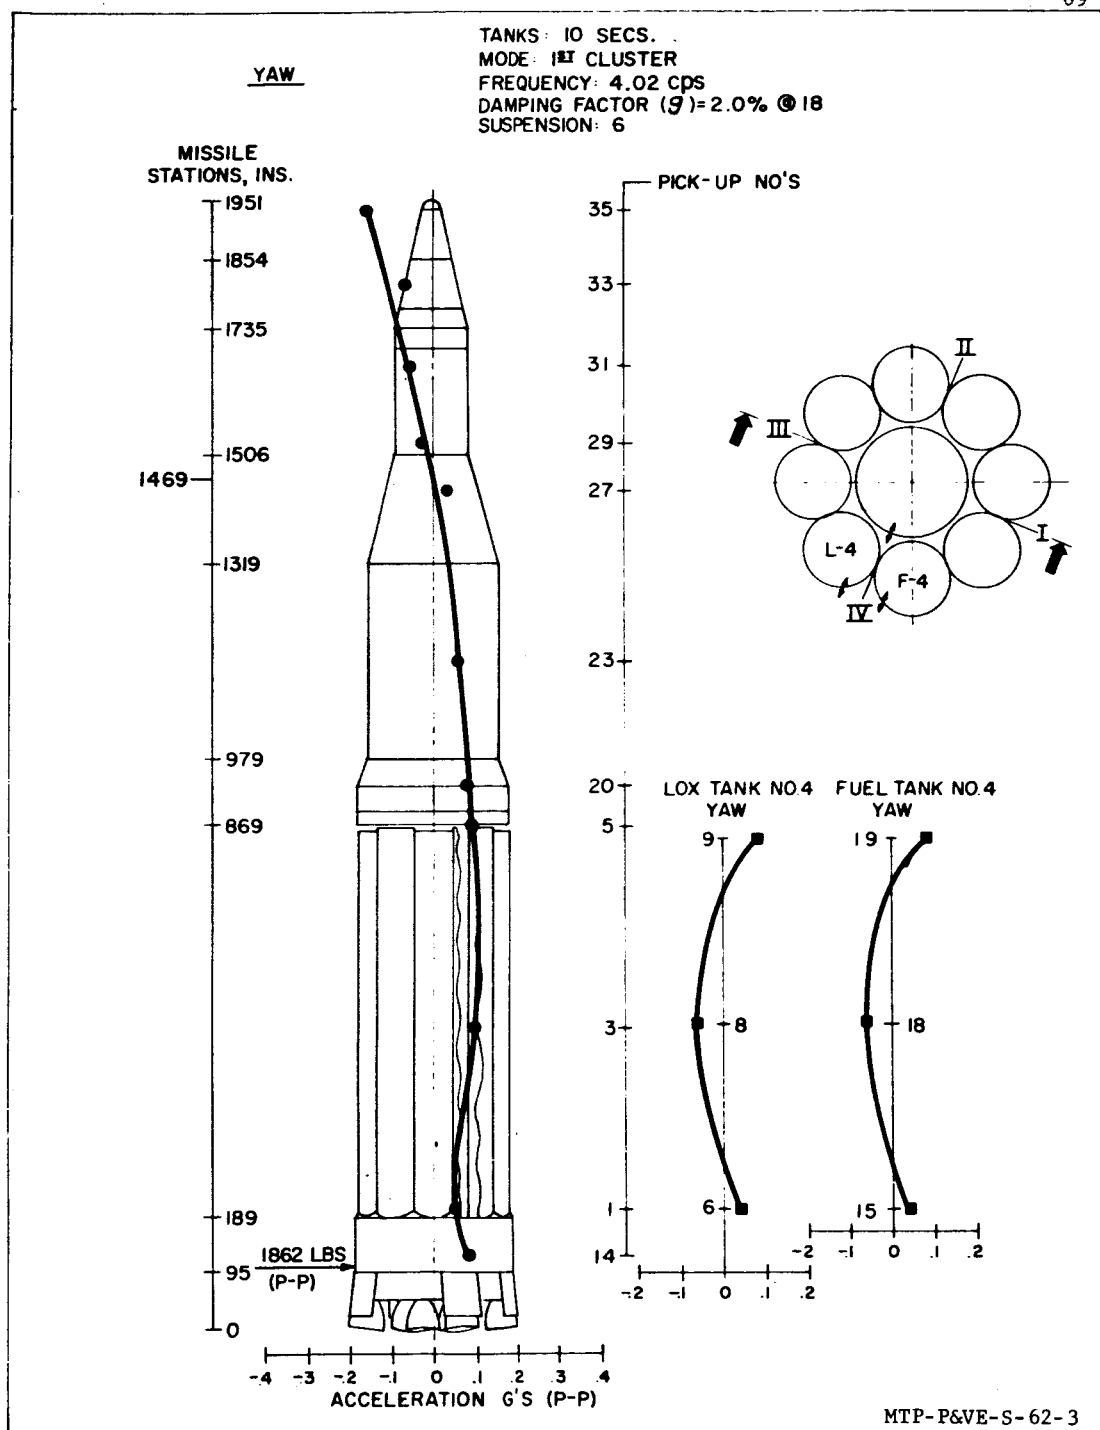 69
TANKS: 10 SECS.
MODE: 1ST CLUSTER
FREQUENCY: 4.02 CPS
DAMPING FACTOR (g)=2.0% @ 18
SUSPENSION: 6
YAW
MISSILE
STATIONS, INS.
1951
1854
1735
1506
1469
1319
979
869
189
95
0
1862 LBS
(P-P)
-.4 -.3 -.2 -.1 0 .1 .2 .3 .4
ACCELERATION G'S (P-P)
PICK-UP NO'S
35
33
31
29
27
23
20
5
3
1
14
II
III
I
L-4
F-4
IV
LOX TANK NO.4
YAW
9
8
6
-.2 -.1 0 .1 .2
FUEL TANK NO.4
YAW
19
18
15
-.2 -.1 0 .1 .2
MTP-P&VE-S-62-3